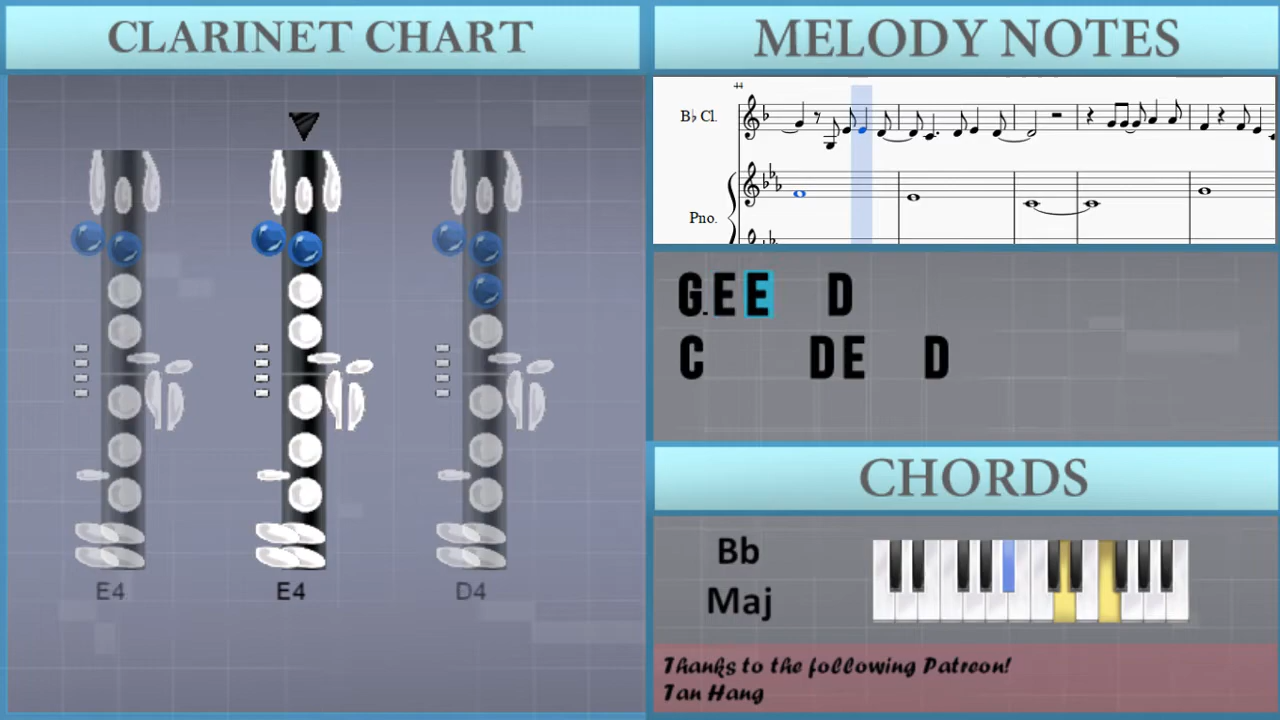 CLARINET CHART
MELODY NOTES
44
B♭ Cl.
Pno.
G. E E D
C D E D
E4 E4 D4
CHORDS
Bb
Maj
Thanks to the following Patreon!
Tan Hang